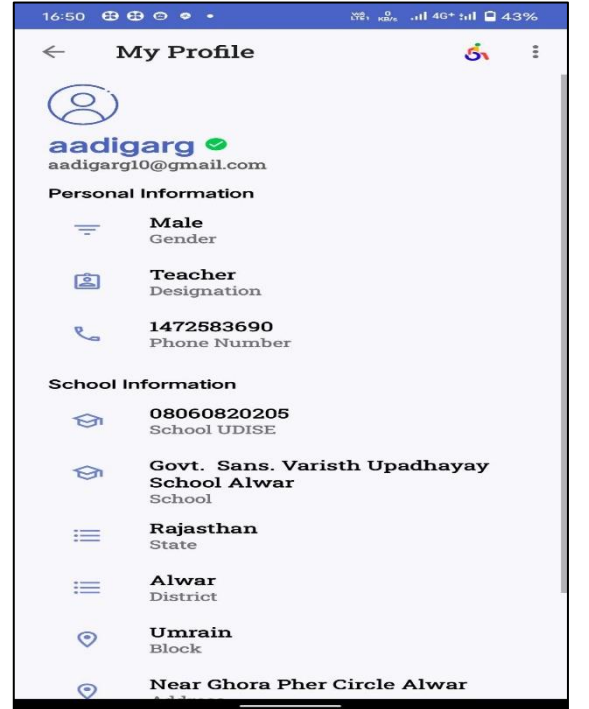 16:50
4G+ 43%
My Profile
aadigarg
aadigarg10@gmail.com
Personal Information
Male
Gender
Teacher
Designation
1472583690
Phone Number
School Information
08060820205
School UDISE
Govt. Sans. Varisth Upadhayay
School Alwar
School
Rajasthan
State
Alwar
District
Umrain
Block
Near Ghora Pher Circle Alwar